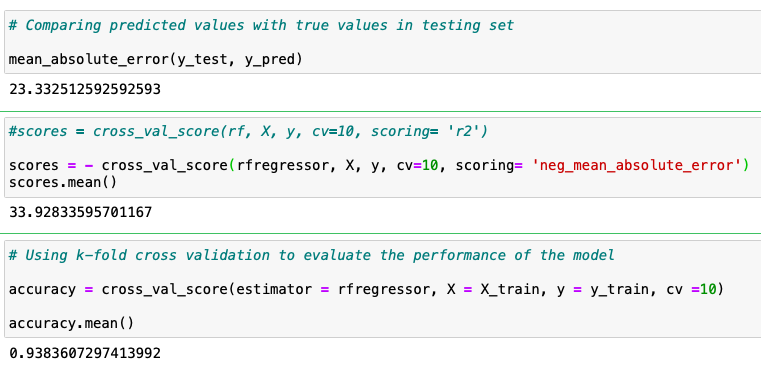 # Comparing predicted values with true values in testing set
mean_absolute_error(y_test, y_pred)
23.332512592592593
#scores = cross_val_score(rf, X, y, cv=10, scoring= 'r2')
scores = - cross_val_score(rfregressor, X, y, cv=10, scoring= 'neg_mean_absolute_error')
scores.mean()
33.92833595701167
# Using k-fold cross validation to evaluate the performance of the model
accuracy = cross_val_score(estimator = rfregressor, X = X_train, y = y_train, cv =10)
accuracy.mean()
0.9383607297413992